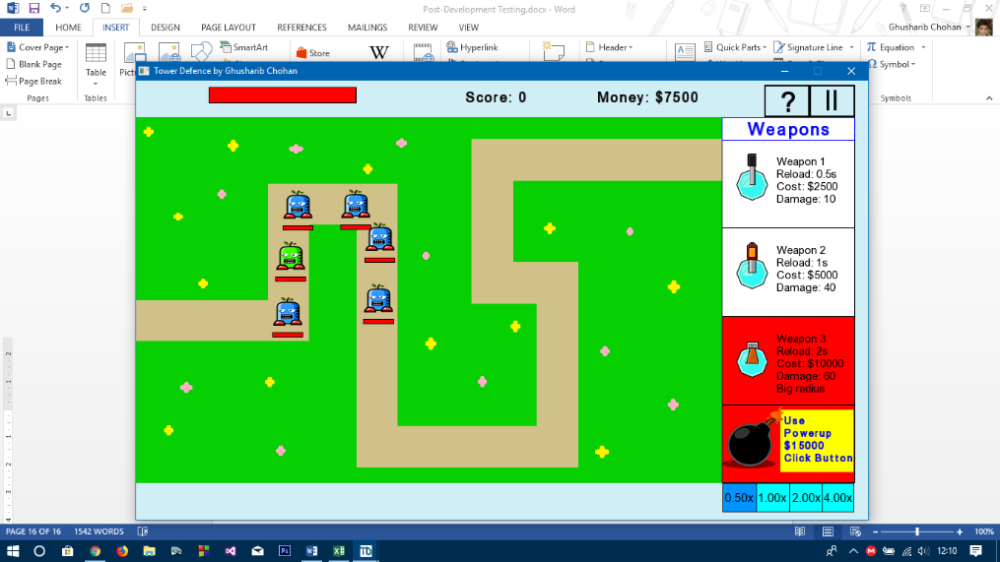 Post-Development Testing.docx - Word
FILE HOME INSERT DESIGN PAGE LAYOUT REFERENCES MAILINGS REVIEW VIEW Ghusharib Chohan
Cover Page
Blank Page
Page Break
Pages
Table
Tables
SmartArt
Store
W
Hyperlink
Header
Quick Parts
Signature Line
Equation
Symbol
Symbols
Tower Defence by Ghusharib Chohan
Score: 0
Money: $7500
?
Weapons
Weapon 1
Reload: 0.5s
Cost: $2500
Damage: 10
Weapon 2
Reload: 1s
Cost: $5000
Damage: 40
Weapon 3
Reload: 2s
Cost: $10000
Damage: 60
Big radius
Use
Powerup
$15000
Click Button
0.50x 1.00x 2.00x 4.00x
PAGE 16 OF 16 1542 WORDS 100%
12:10